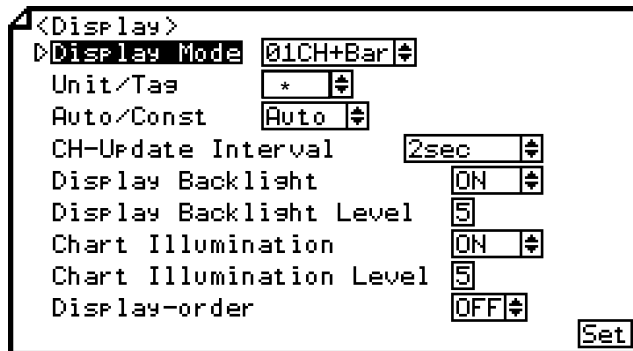 <Display>
Display Mode 01CH+Bar
Unit/Tag *
Auto/Const Auto
CH-Update Interval 2sec
Display Backlight ON
Display Backlight Level 5
Chart Illumination ON
Chart Illumination Level 5
Display-order OFF
Set